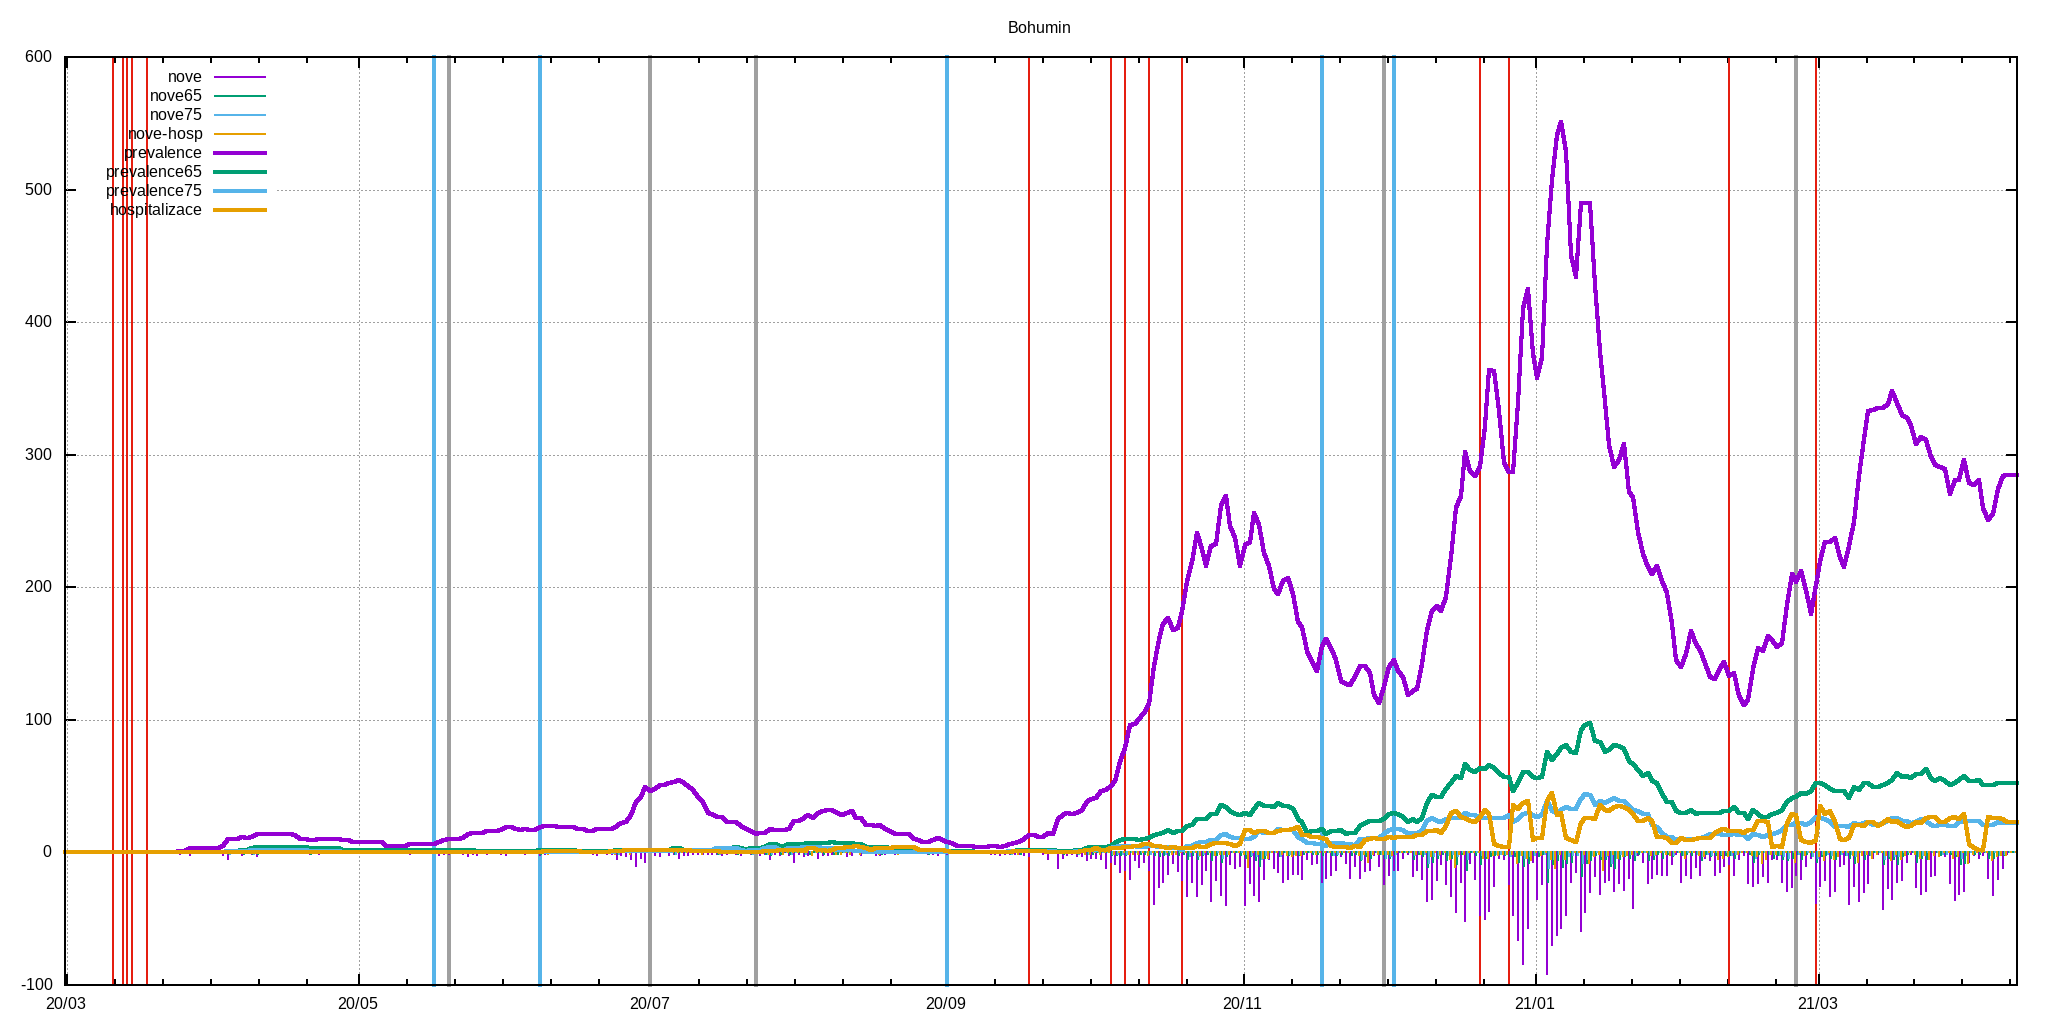 Bohumin
600
500
400
300
200
100
0
-100
nove
nove65
nove75
nove-hosp
prevalence
prevalence65
prevalence75
hospitalizace
20/03 20/05 20/07 20/09 20/11 21/01 21/03